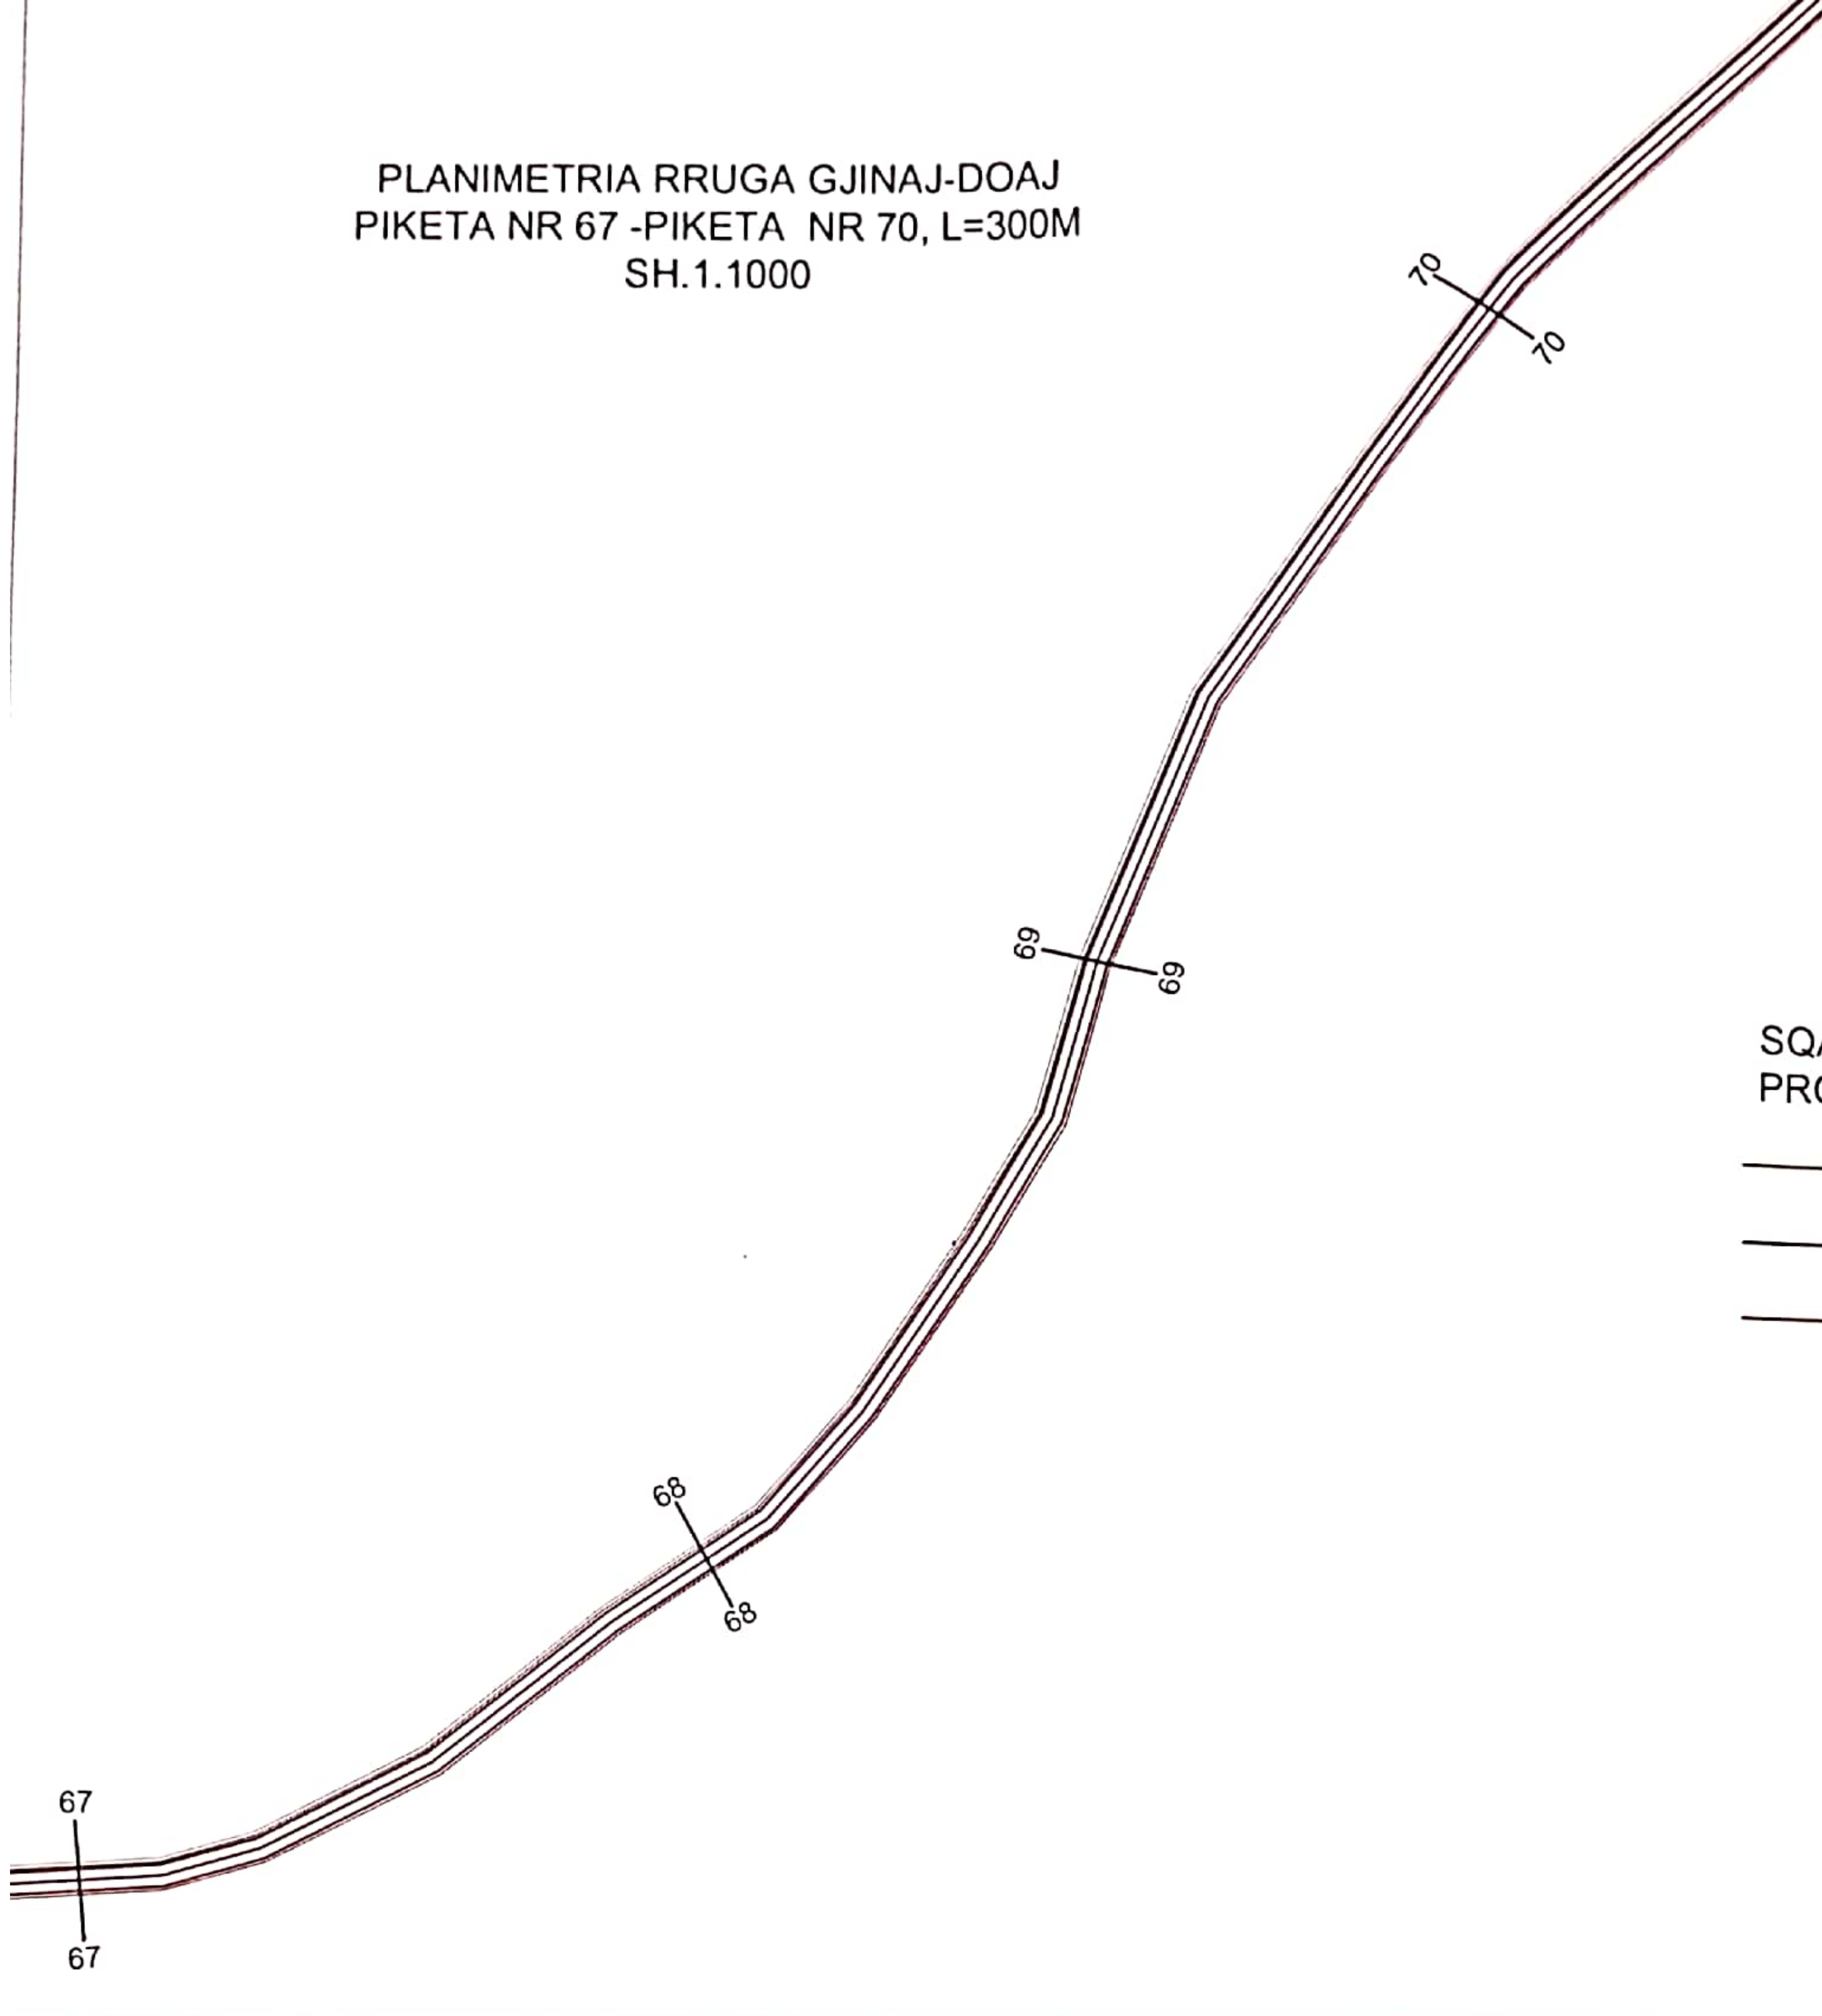 PLANIMETRIA RRUGA GJINAJ-DOAJ
PIKETA NR 67 -PIKETA NR 70, L=300M
SH.1.1000
70
70
69
69
68
68
67
67